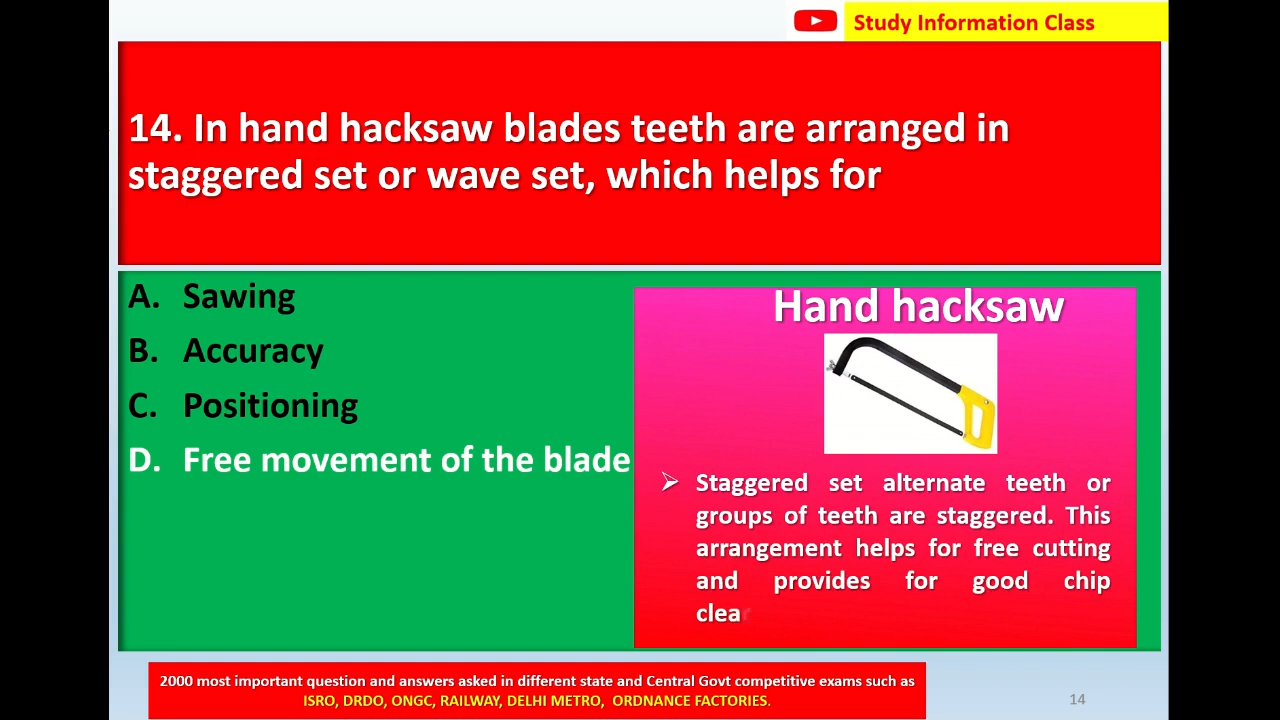 Study Information Class
14. In hand hacksaw blades teeth are arranged in
staggered set or wave set, which helps for
A. Sawing
B. Accuracy
C. Positioning
D. Free movement of the blade
Hand hacksaw
➢ Staggered set alternate teeth or
groups of teeth are staggered. This
arrangement helps for free cutting
and provides for good chip
clear
2000 most important question and answers asked in different state and Central Govt competitive exams such as
ISRO, DRDO, ONGC, RAILWAY, DELHI METRO, ORDNANCE FACTORIES.
14